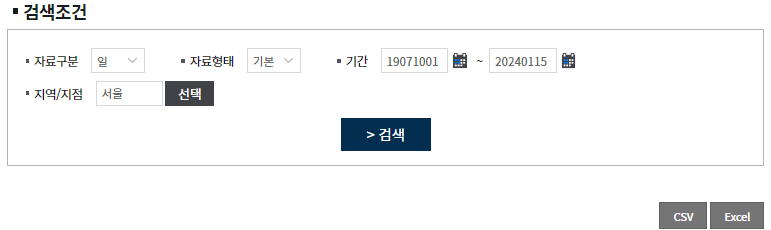 검색조건
자료구분 일 자료형태 기본 기간 19071001 ~ 20240115
지역/지점 서울 선택
> 검색
CSV Excel